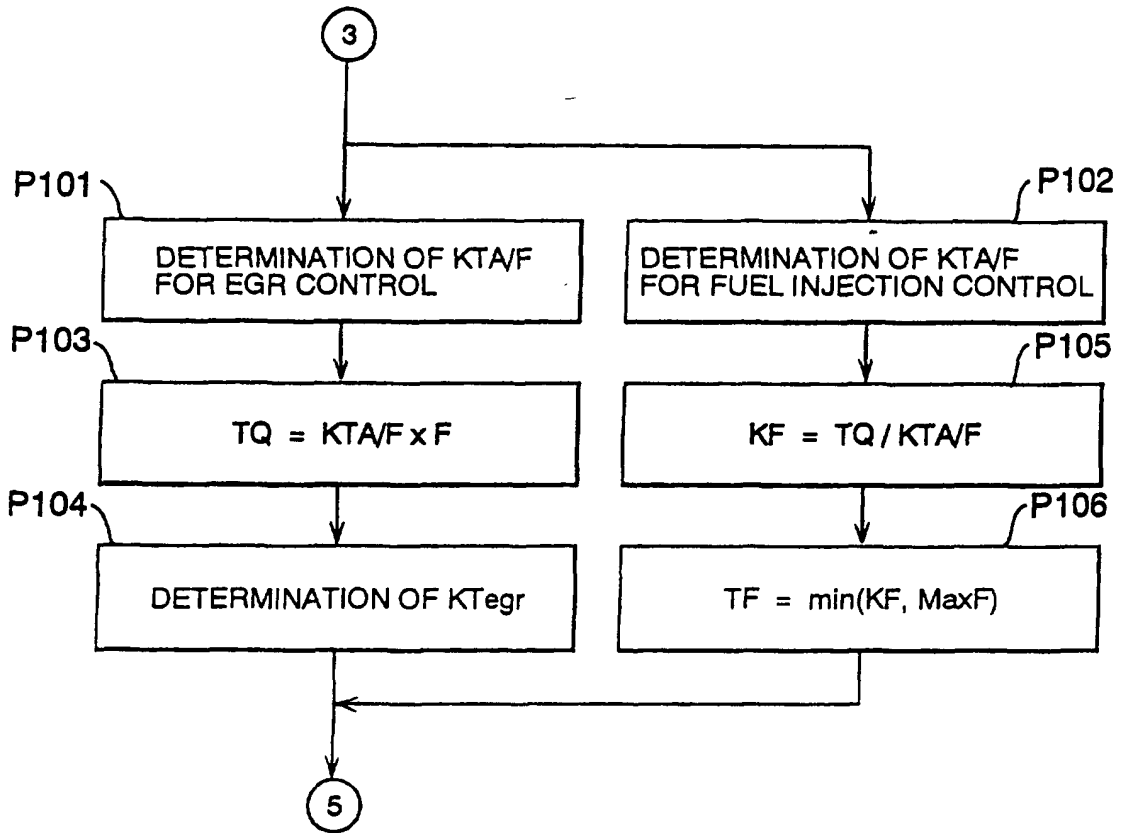 3
P101
P102
DETERMINATION OF KTA/F
FOR EGR CONTROL
DETERMINATION OF KTA/F
FOR FUEL INJECTION CONTROL
P103
P105
TQ = KTA/F x F
KF = TQ / KTA/F
P104
P106
DETERMINATION OF KTegr
TF = min(KF, MaxF)
5